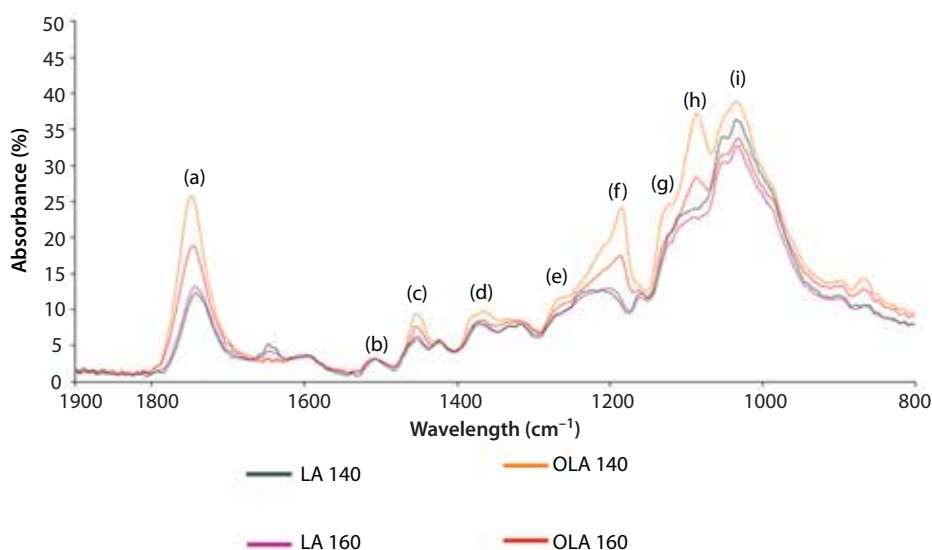 50
45
40
35
30
25
20
15
10
5
0
Absorbance (%)
(a)
(b)
(c)
(d)
(e)
(f)
(g)
(h)
(i)
1900 1800 1600 1400 1200 1000 800
Wavelength (cm⁻¹)
LA 140 OLA 140
LA 160 OLA 160